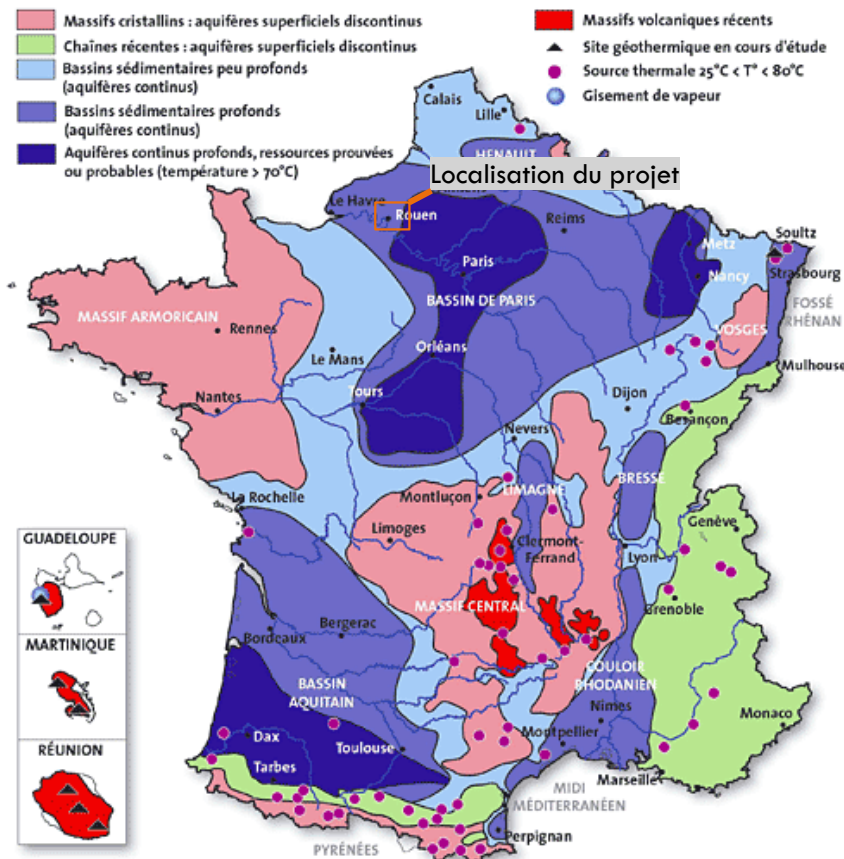 Massifs cristallins : aquifères superficiels discontinus
Chaînes récentes : aquifères superficiels discontinus
Bassins sédimentaires peu profonds
(aquifères continus)
Bassins sédimentaires profonds
(aquifères continus)
Aquifères continus profonds, ressources prouvées
ou probables (température > 70°C)
Massifs volcaniques récents
Site géothermique en cours d'étude
Source thermale 25°C < T° < 80°C
Gisement de vapeur
Calais
Lille
HENAULT
Localisation du projet
Le Havre
Rouen
Reims
Metz
Soultz
Paris
Nancy
Strasbourg
BASSIN DE PARIS
FOSSÉ
RHÉNAN
MASSIF ARMORICAIN
Rennes
VOSGES
Le Mans
Orléans
Mulhouse
Nantes
Tours
Dijon
Besançon
Nevers
La Rochelle
Montluçon
LIMAGNE
BRESSE
Genève
Limoges
Clermont-
Ferrand
Lyon
GUADELOUPE
MASSIF CENTRAL
Grenoble
Bordeaux
Bergerac
MARTINIQUE
COULOIR
RHODANIEN
BASSIN
AQUITAIN
Nimes
Monaco
Dax
Toulouse
Montpellier
RÉUNION
Tarbes
Marseille
MIDI
MÉDITERRANÉEN
Perpignan
PYRÉNÉES